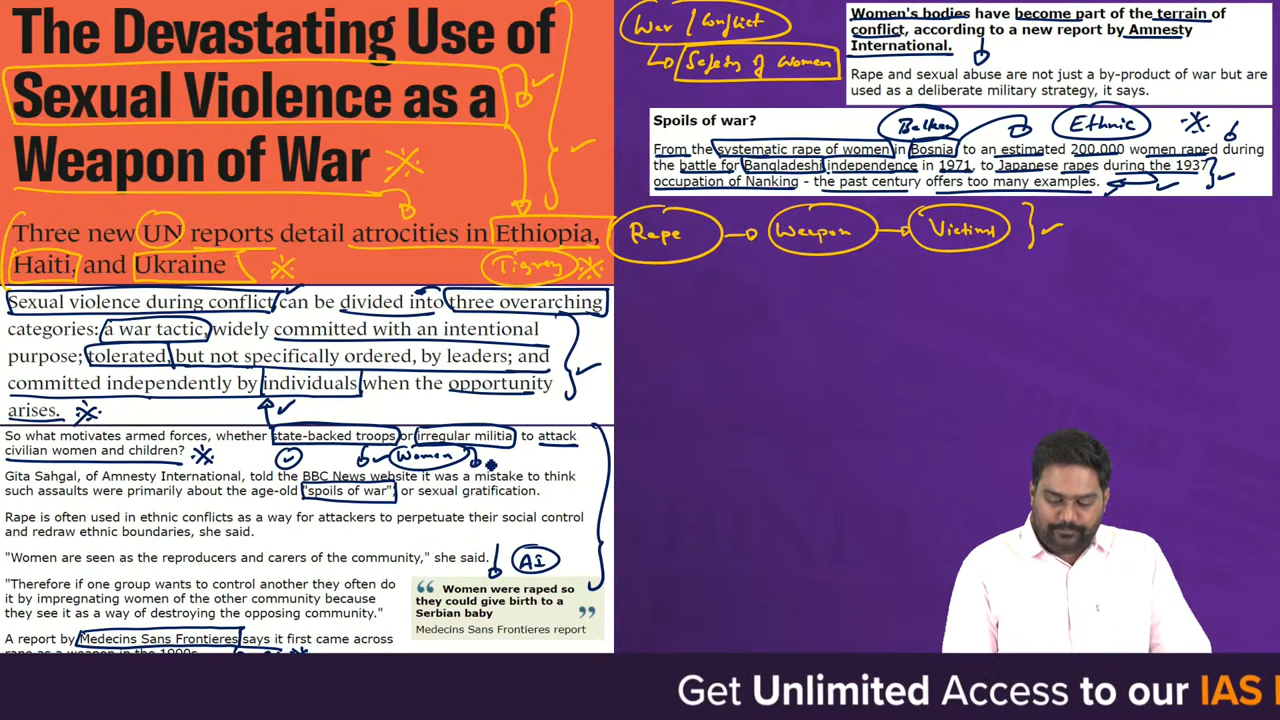 The Devastating Use of
Sexual Violence as a
Weapon of War
Three new UN reports detail atrocities in Ethiopia,
Haiti, and Ukraine
Tigray
Sexual violence during conflict can be divided into three overarching
categories: a war tactic, widely committed with an intentional
purpose; tolerated, but not specifically ordered, by leaders; and
committed independently by individuals when the opportunity
arises.
So what motivates armed forces, whether state-backed troops or irregular militia to attack
civilian women and children?
Women
Gita Sahgal, of Amnesty International, told the BBC News website it was a mistake to think
such assaults were primarily about the age-old "spoils of war", or sexual gratification.
Rape is often used in ethnic conflicts as a way for attackers to perpetuate their social control
and redraw ethnic boundaries, she said.
"Women are seen as the reproducers and carers of the community," she said.
AI
"Therefore if one group wants to control another they often do
it by impregnating women of the other community because
they see it as a way of destroying the opposing community."
“ Women were raped so
they could give birth to a
Serbian baby ”
Medecins Sans Frontieres report
A report by Medecins Sans Frontieres says it first came across
rape as a weapon in the 1990s.
War / Conflict
Safety of Women
Women's bodies have become part of the terrain of
conflict, according to a new report by Amnesty
International.
Rape and sexual abuse are not just a by-product of war but are
used as a deliberate military strategy, it says.
Spoils of war?
Balkan
Ethnic
From the systematic rape of women in Bosnia, to an estimated 200,000 women raped during
the battle for Bangladeshi independence in 1971, to Japanese rapes during the 1937
occupation of Nanking - the past century offers too many examples.
Rape
Weapon
Victims
Get Unlimited Access to our IAS